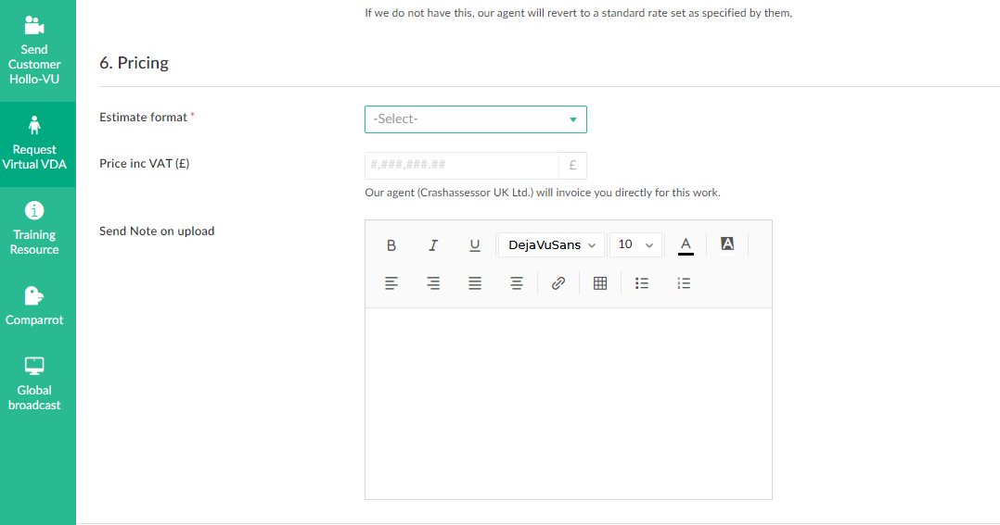 If we do not have this, our agent will revert to a standard rate set as specified by them,
Send
Customer
Hollo-VU
6. Pricing
Estimate format *
-Select-
Request
Virtual VDA
Price inc VAT (£)
#,###,###.##
£
Our agent (Crashassessor UK Ltd.) will invoice you directly for this work.
Send Note on upload
Training
Resource
B I U DejaVuSans 10 A A
Comparrot
Global
broadcast